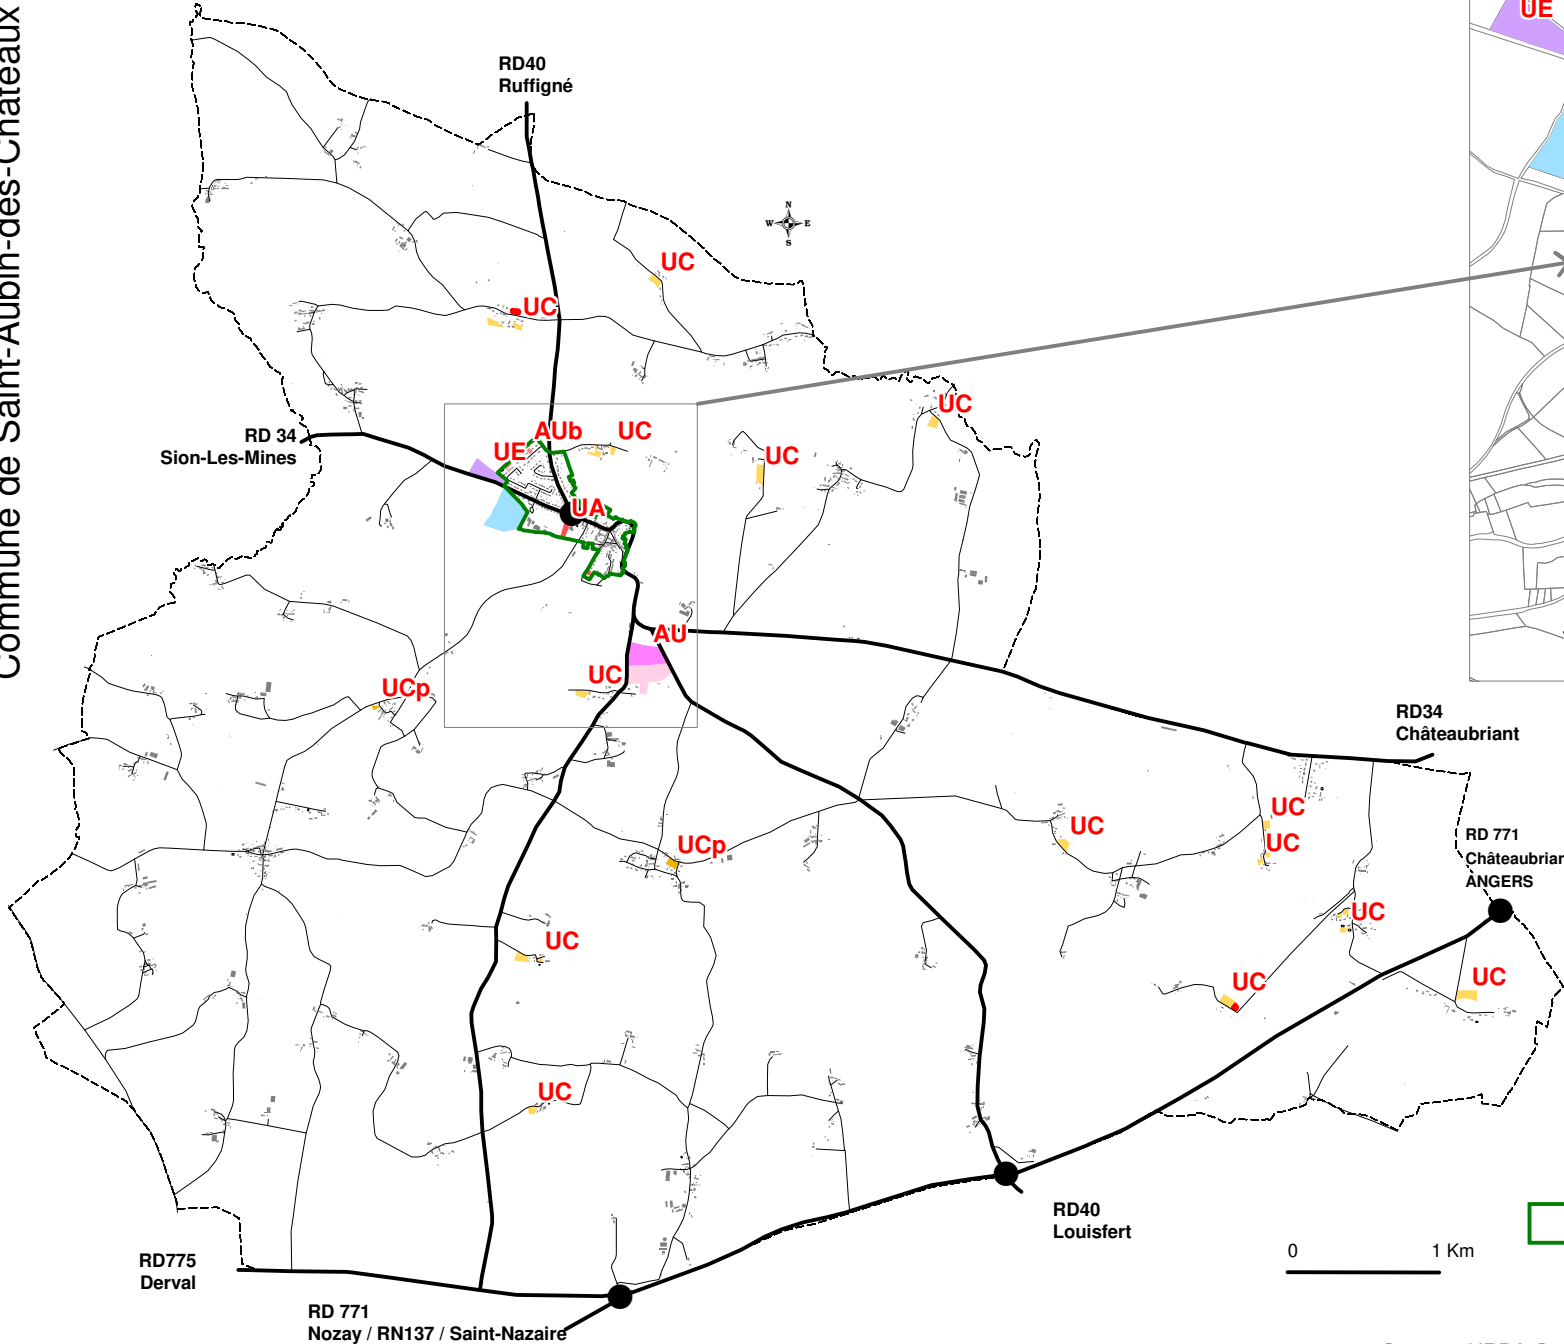 Commune de Saint-Aubin-des-Châteaux
UE
RD40
Ruffigné
N
W E
S
UC
UC
UC
RD 34
Sion-Les-Mines
AUb
UC
UE
UC
UA
AU
UC
UCp
RD34
Châteaubriant
UC
UC
UC
RD 771
Châteaubrian
ANGERS
UCp
UC
UC
UC
UC
UC
RD40
Louisfert
0 1 Km
RD775
Derval
RD 771
Nozay / RN137 / Saint-Nazaire